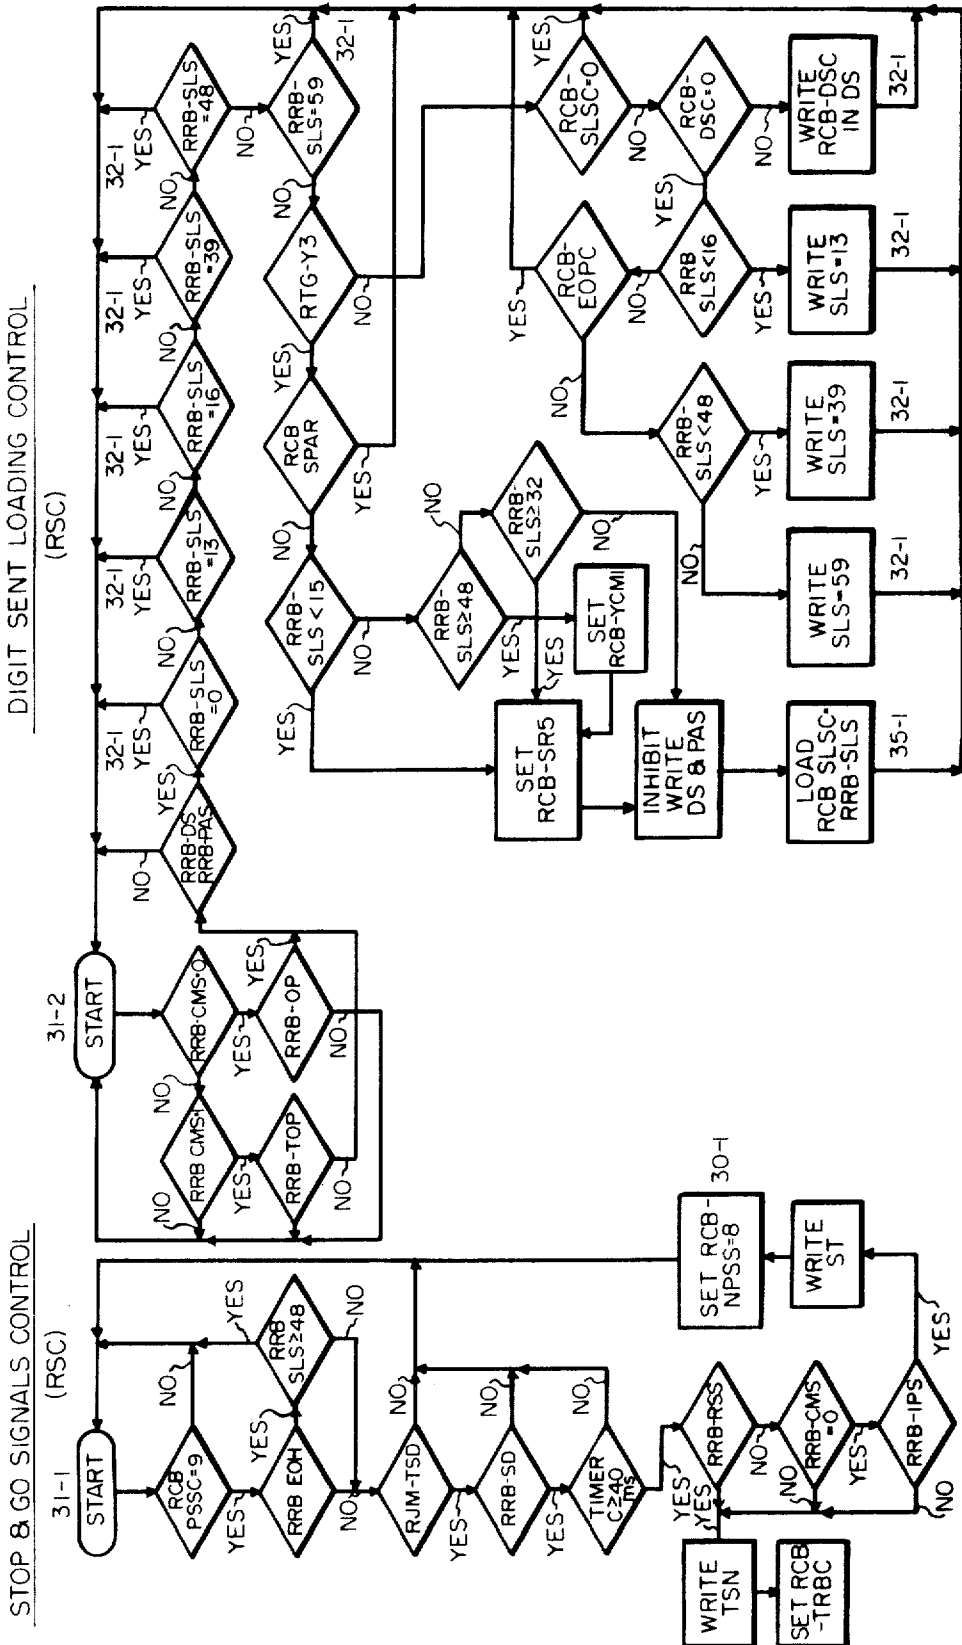 STOP & GO SIGNALS CONTROL
(RSC)
31-1
START
RCB
PSSC=9
NO
YES
RRB EOH
YES
RRB
SLS≥48
YES
NO
NO
RJM-TSD
NO
YES
RRB-SD
NO
YES
TIMER
C≥40
ms
NO
YES
RRB-RSS
YES
NO
RRB-CMS
=0
NO
YES
RRB-IPS
NO
YES
WRITE
TSN
SET RCB
-TRBC
WRITE
ST
SET RCB-
NPSS=8
30-1
DIGIT SENT LOADING CONTROL
(RSC)
31-2
START
RRB-CMS=0
NO
YES
RRB CMS=1
NO
YES
RRB-TOP
NO
RRB-OP
YES
NO
RRB-DS
RRB-PAS
NO
YES
RRB-SLS
=0
YES
32-1
NO
RRB-SLS
=13
YES
32-1
NO
RRB-SLS
=16
YES
32-1
NO
RRB-SLS
=39
YES
32-1
NO
RRB-SLS
=48
YES
32-1
NO
RRB-
SLS=59
YES
32-1
NO
RTG-Y3
YES
NO
RCB
SPAR
NO
YES
RRB-
SLS<15
YES
NO
RRB-
SLS≥48
NO
YES
RRB-
SLS≥32
YES
NO
SET
RCB-YCM1
SET
RCB-SR5
INHIBIT
WRITE
DS & PAS
LOAD
RCB SLSC=
RRB-SLS
35-1
RCB-
SLSC=0
YES
NO
RCB-
DSC=0
YES
NO
WRITE
RCB-DSC
IN DS
32-1
RRB
SLS<16
NO
YES
WRITE
SLS=13
32-1
RCB-
EOPC
YES
NO
RRB-
SLS<48
YES
NO
WRITE
SLS=39
32-1
WRITE
SLS=59
32-1